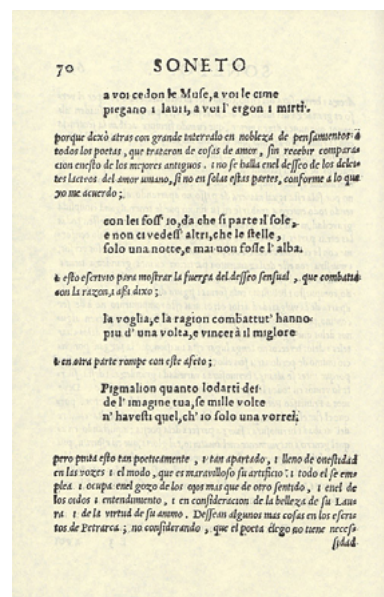 70 SONETO
a voi cedon le Muse, a voi le cime
piegano i lauri, a voi l' ergon i mirti.
porque dexò atras con grande intervalo en nobleza de pensamientos à
todos los poetas, que trataron de cosas de amor, sin recebir compara-
cion enesto de los mejores antiguos. i no se halla enel desseo de los delei-
tes lacivos del amor umano, si no en solas estas partes, conforme a lo que
yo me acuerdo;
con lei foss' io, da che si parte il sole,
e non ci vedess' altri, che le stelle,
solo una notte, e mai non fosse l' alba.
i esto escrivio para mostrar la fuerça del desseo sensual, que combatia
con la razon, i assi dixo;
la voglia, e la ragion combattut' hanno
piu d' una volta, e vincerà il migliore
i en otra parte rompe con este afeto;
Pigmalion quanto lodarti dei
de l' imagine tua, se mille volte
n' havesti quel, ch' io solo una vorrei;
pero pinta esto tan poeticamente, i tan apartado, i lleno de onestidad
en las vozes i el modo, que es maravilloso su artificio: i todo el se em-
plea i ocupa enel gozo de los ojos mas que de otro sentido, i enel de
los oidos i entendimiento, i en consideracion de la belleza de su Lau-
ra i de la virtud de su animo. Dessean algunos mas cosas en los escri-
tos de Petrarca; no considerando, que el poeta elego no tiene neces-
sidad